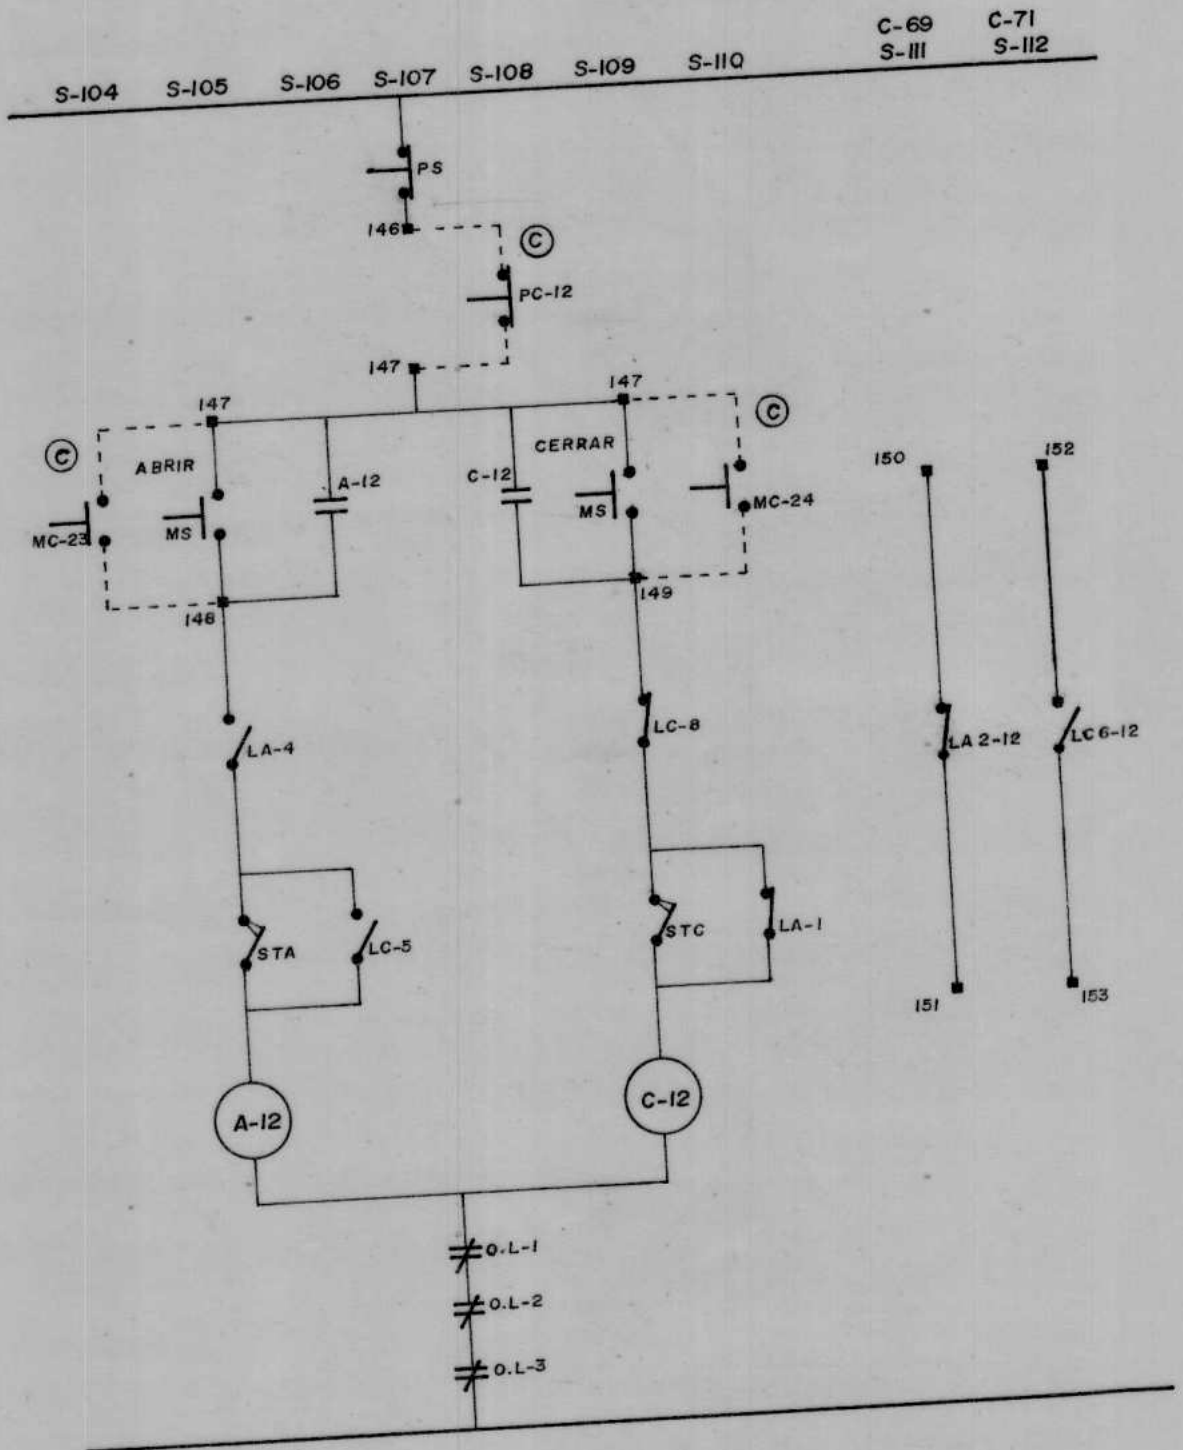 C-69 C-71
S-104 S-105 S-106 S-107 S-108 S-109 S-110 S-111 S-112
PS
146 C
PC-12
147 147
147 C
C ABRIR A-12 C-12 CERRAR 150 152
MC-23 MS MS MC-24
148 149
LA-4 LC-8 LA 2-12 LC 6-12
STA LC-5 STC LA-1
151 153
A-12 C-12
O.L-1
O.L-2
O.L-3